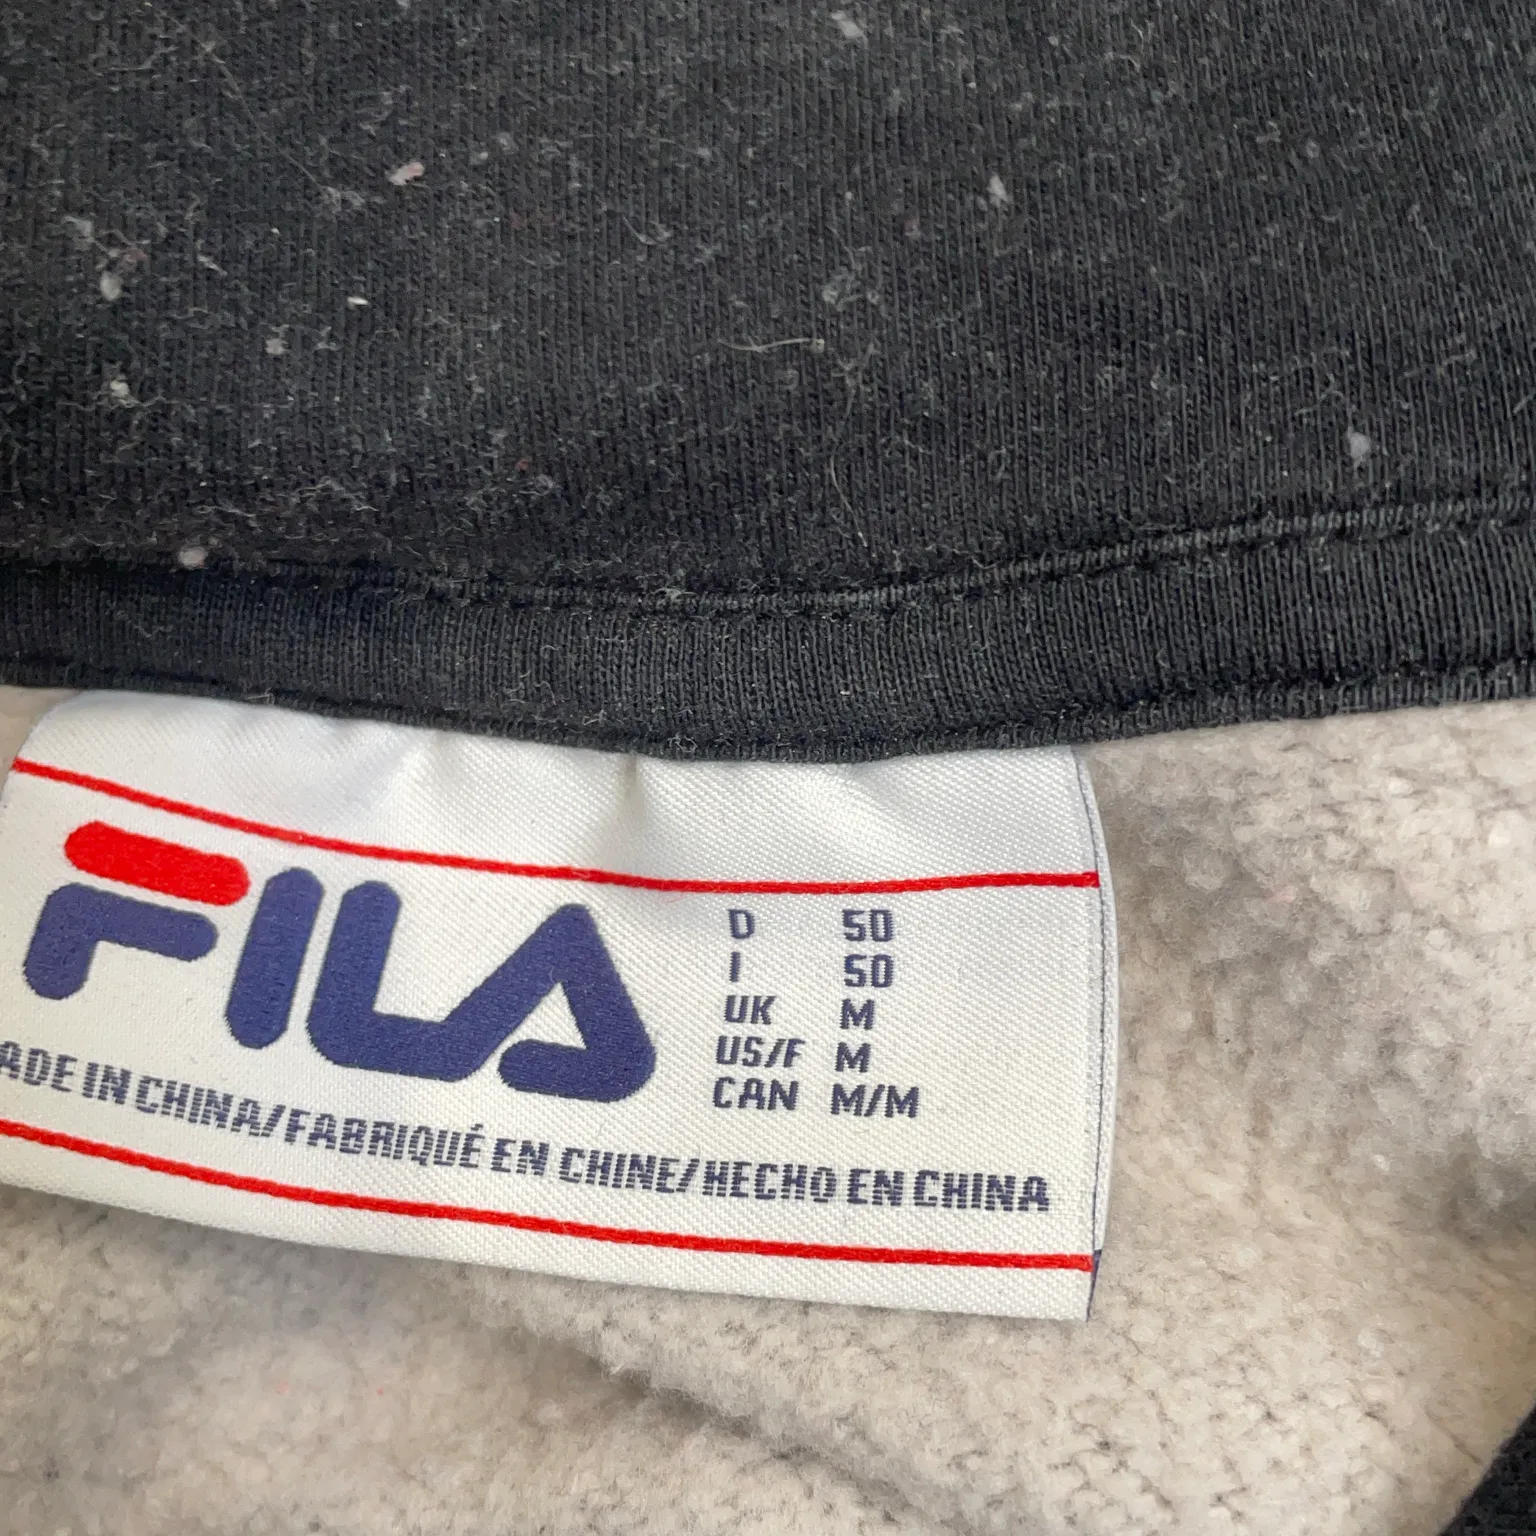 FILA
D 50
I 50
UK M
US/F M
CAN M/M
ADE IN CHINA/FABRIQUÉ EN CHINE/HECHO EN CHINA